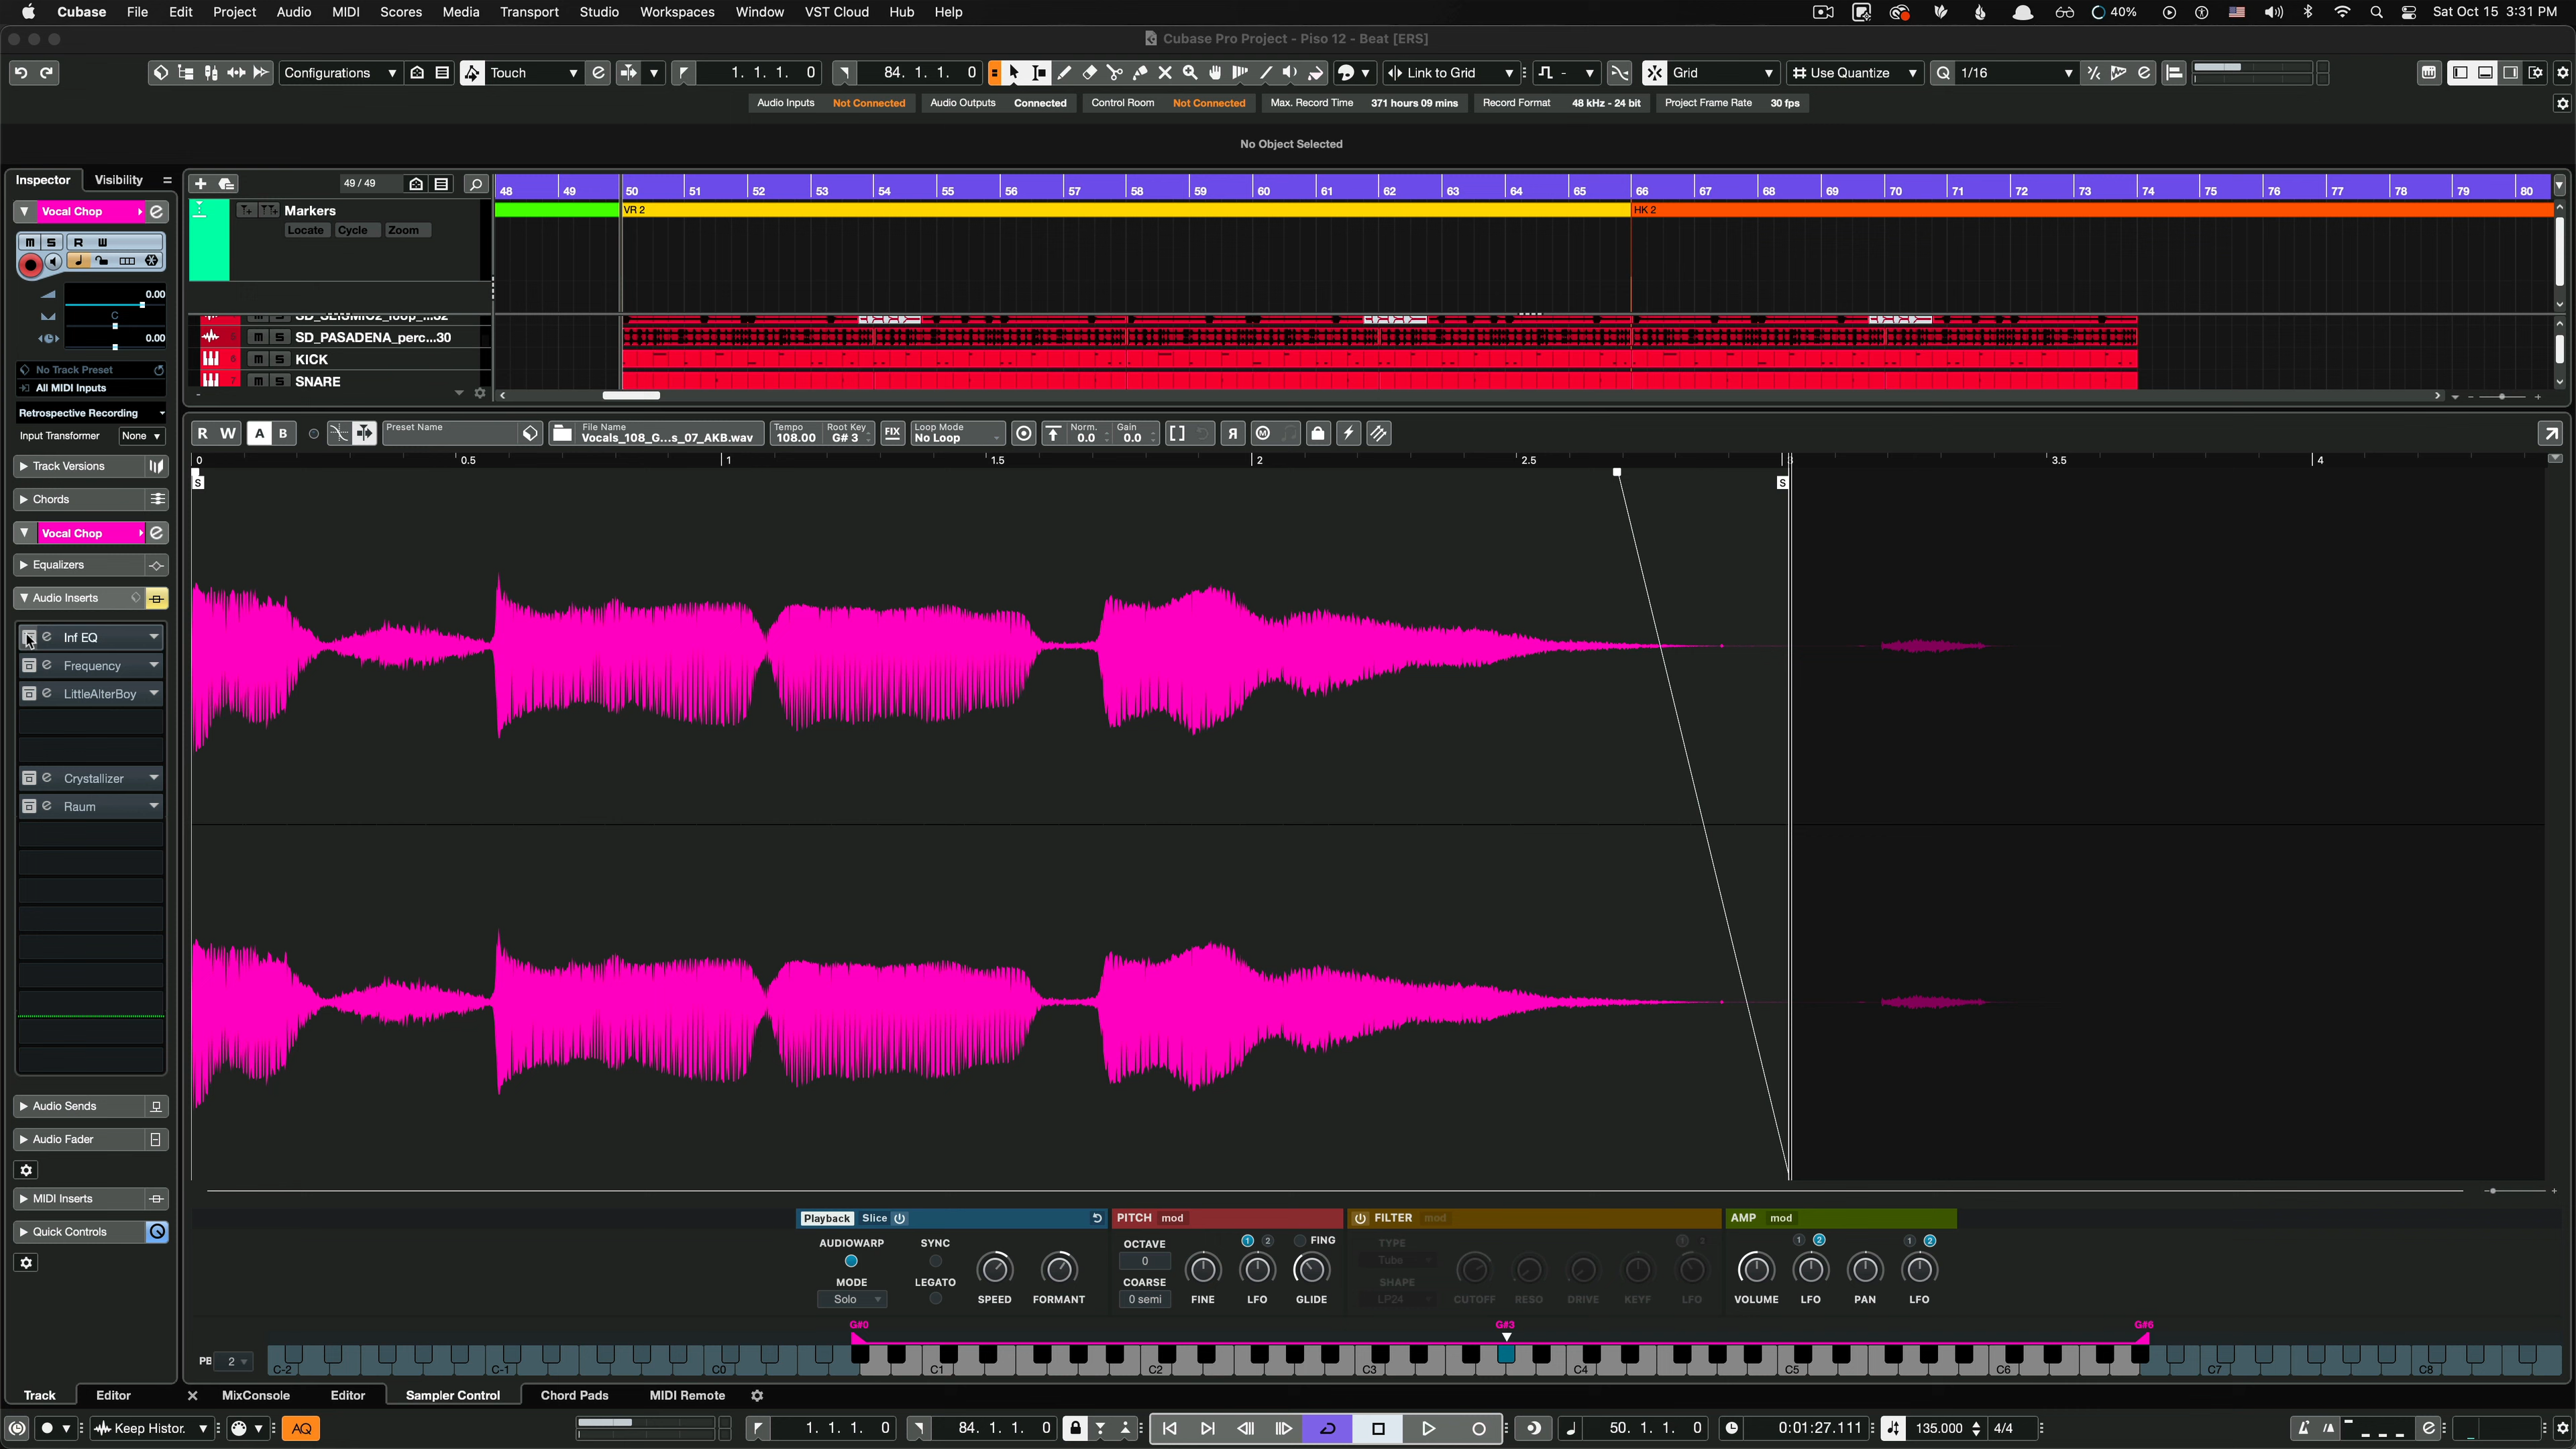 Cubase File Edit Project Audio MIDI Scores Media Transport Studio Workspaces Window VST Cloud Hub Help 40% Sat Oct 15 3:31 PM
Cubase Pro Project - Piso 12 - Beat [ERS]
Configurations Touch 1. 1. 1. 0 84. 1. 1. 0 Link to Grid - Grid Use Quantize Q 1/16
Audio Inputs Not Connected Audio Outputs Connected Control Room Not Connected Max. Record Time 371 hours 09 mins Record Format 48 kHz - 24 bit Project Frame Rate 30 fps
No Object Selected
Inspector Visibility 49 / 49 48 49 50 51 52 53 54 55 56 57 58 59 60 61 62 63 64 65 66 67 68 69 70 71 72 73 74 75 76 77 78 79 80
Vocal Chop
Markers
VR 2 HK 2
Locate Cycle Zoom
M S R W
0.00
C
0.00
SD_PASADENA_perc...30
6 m S KICK
7 m S SNARE
No Track Preset
All MIDI Inputs
Retrospective Recording
Input Transformer None
R W A B Preset Name File Name Vocals_108_G...s_07_AKB.wav Tempo 108.00 Root Key G# 3 FIX Loop Mode No Loop Norm. 0.0 Gain 0.0
0 0.5 1 1.5 2 2.5 3 3.5 4
S S
Track Versions
Chords
Vocal Chop
Equalizers
Audio Inserts
Inf EQ
Frequency
LittleAlterBoy
Crystallizer
Raum
Audio Sends
Audio Fader
MIDI Inserts
Quick Controls
Playback Slice PITCH mod FILTER mod AMP mod
AUDIOWARP SYNC OCTAVE 1 2 FING TYPE 1 2 1 2 1 2
0 Tube
MODE LEGATO COARSE SHAPE
Solo SPEED FORMANT 0 semi FINE LFO GLIDE LP24 CUTOFF RESO DRIVE KEYF LFO VOLUME LFO PAN LFO
G#0 G#3 G#6
PB 2 C-2 C-1 C0 C1 C2 C3 C4 C5 C6 C7 C8
Track Editor MixConsole Editor Sampler Control Chord Pads MIDI Remote
Keep Histor. AQ 1. 1. 1. 0 84. 1. 1. 0 50. 1. 1. 0 0:01:27.111 135.000 4/4